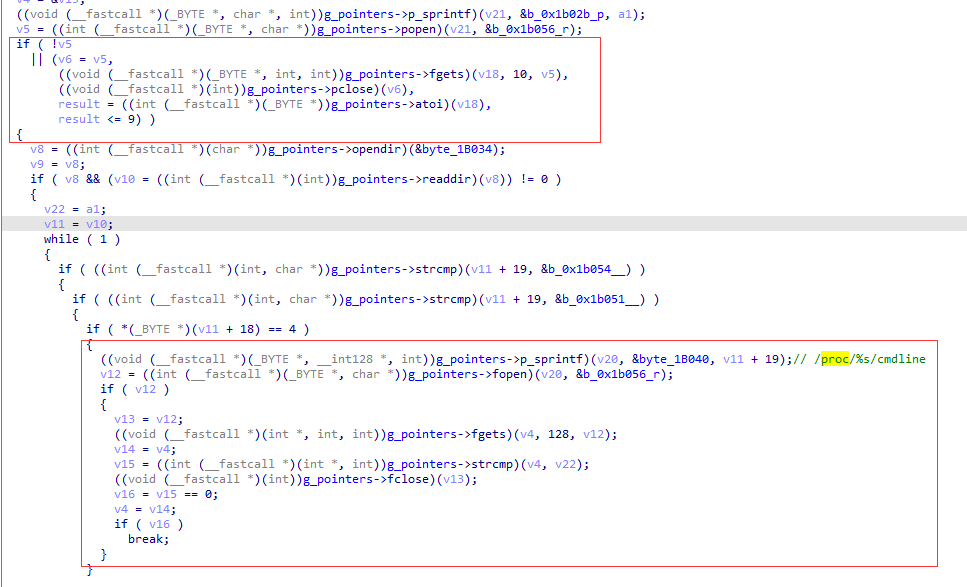 ((void (__fastcall *)(_BYTE *, char *, int))g_pointers->p_sprintf)(v21, &b_0x1b02b_p, a1);
v5 = ((int (__fastcall *)(_BYTE *, char *))g_pointers->popen)(v21, &b_0x1b056_r);
if ( !v5
|| (v6 = v5,
((void (__fastcall *)(_BYTE *, int, int))g_pointers->fgets)(v18, 10, v5),
((void (__fastcall *)(int))g_pointers->pclose)(v6),
result = ((int (__fastcall *)(_BYTE *))g_pointers->atoi)(v18),
result <= 9) )
{
v8 = ((int (__fastcall *)(char *))g_pointers->opendir)(&byte_1B034);
v9 = v8;
if ( v8 && (v10 = ((int (__fastcall *)(int))g_pointers->readdir)(v8)) != 0 )
{
v22 = a1;
v11 = v10;
while ( 1 )
{
if ( ((int (__fastcall *)(int, char *))g_pointers->strcmp)(v11 + 19, &b_0x1b054__) )
{
if ( ((int (__fastcall *)(int, char *))g_pointers->strcmp)(v11 + 19, &b_0x1b051__) )
{
if ( *(_BYTE *)(v11 + 18) == 4 )
{
((void (__fastcall *)(_BYTE *, __int128 *, int))g_pointers->p_sprintf)(v20, &byte_1B040, v11 + 19);// /proc/%s/cmdline
v12 = ((int (__fastcall *)(_BYTE *, char *))g_pointers->fopen)(v20, &b_0x1b056_r);
if ( v12 )
{
v13 = v12;
((void (__fastcall *)(int *, int, int))g_pointers->fgets)(v4, 128, v12);
v14 = v4;
v15 = ((int (__fastcall *)(int *, int))g_pointers->strcmp)(v4, v22);
((void (__fastcall *)(int))g_pointers->fclose)(v13);
v16 = v15 == 0;
v4 = v14;
if ( v16 )
break;
}
}